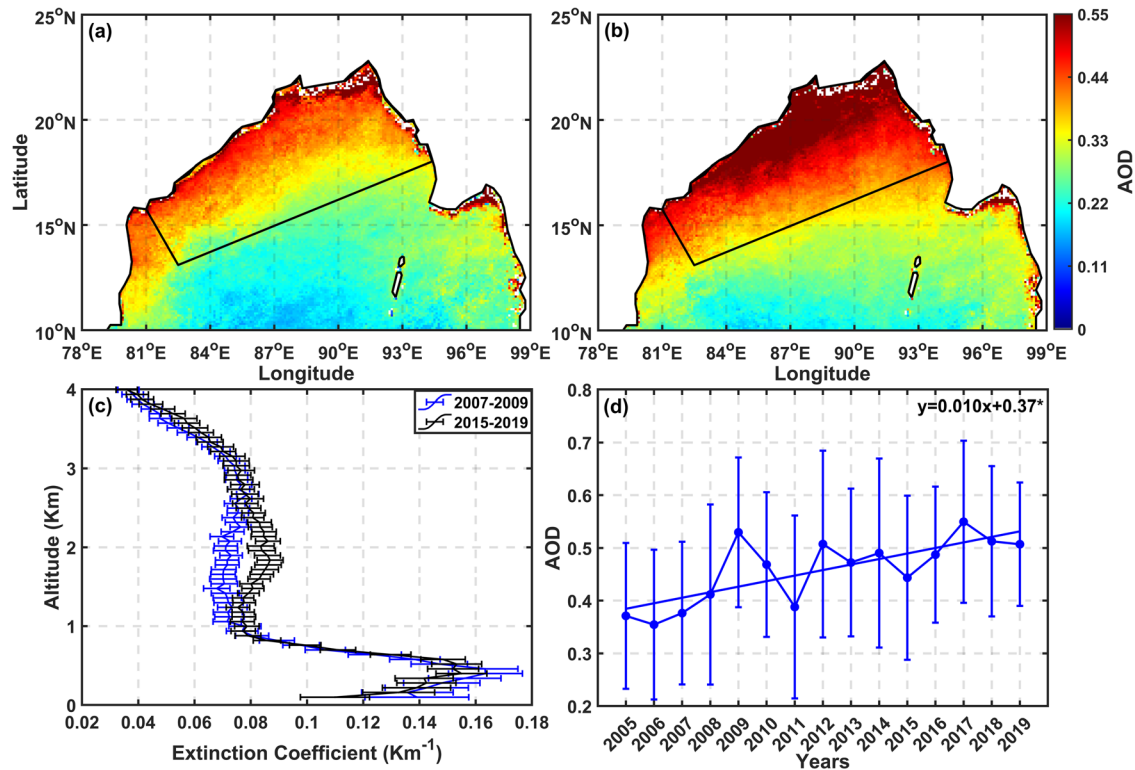 (a)
25°N
20°N
15°N
10°N
Latitude
78°E 81°E 84°E 87°E 90°E 93°E 96°E 99°E
Longitude
(b)
25°N
20°N
15°N
10°N
78°E 81°E 84°E 87°E 90°E 93°E 96°E 99°E
Longitude
0.55
0.44
0.33
0.22
0.11
0
AOD
(c)
2007-2009
2015-2019
4
3
2
1
0
Altitude (Km)
0.02 0.04 0.06 0.08 0.1 0.12 0.14 0.16 0.18
Extinction Coefficient (Km⁻¹)
(d)
y=0.010x+0.37*
0.8
0.7
0.6
0.5
0.4
0.3
0.2
AOD
2005 2006 2007 2008 2009 2010 2011 2012 2013 2014 2015 2016 2017 2018 2019
Years